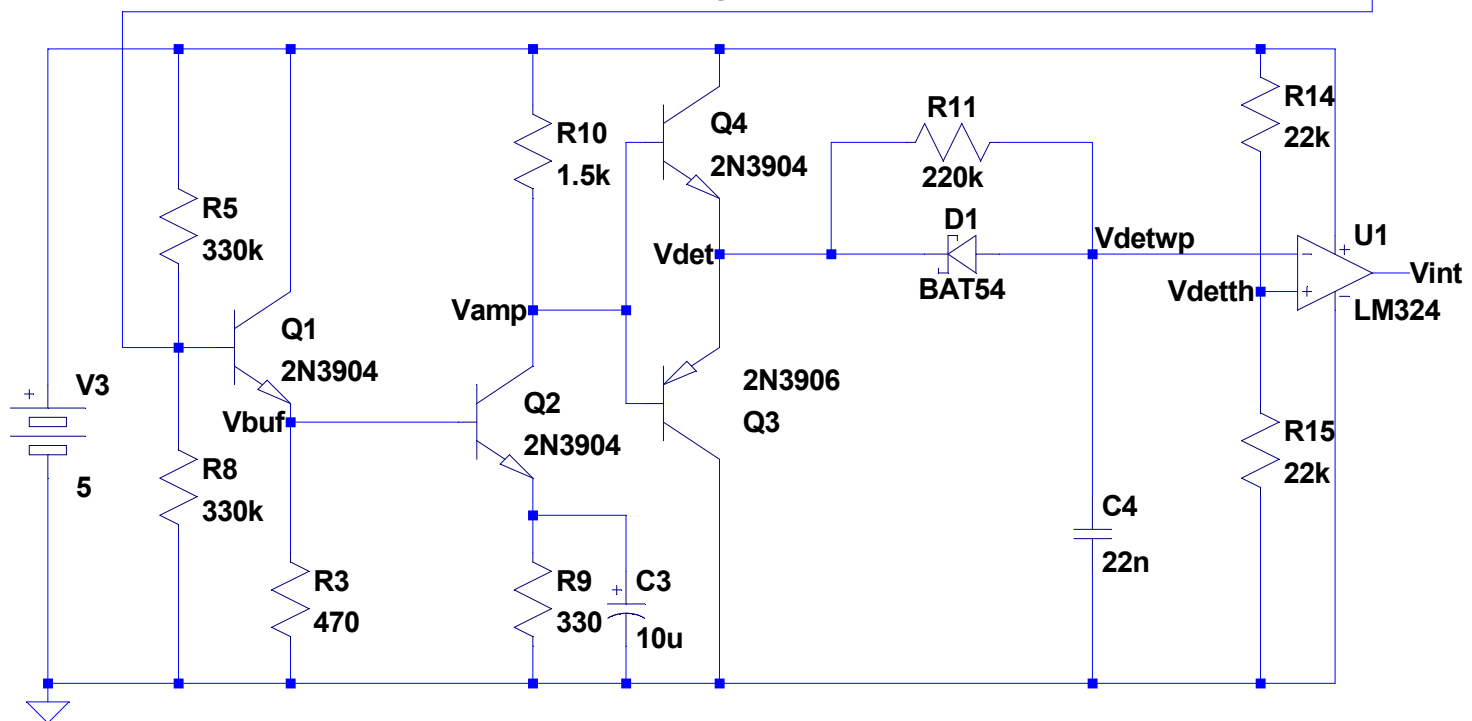 R14
22k
R11
220k
Q4
2N3904
R10
1.5k
R5
330k
D1
BAT54
Vdet
Vdetwp
U1
+
-
+
-
LM324
Vint
Vdetth
Vamp
Q1
2N3904
V3
+
5
Vbuf
Q2
2N3904
2N3906
Q3
R8
330k
R15
22k
C4
22n
R3
470
R9
330
C3
+
10u